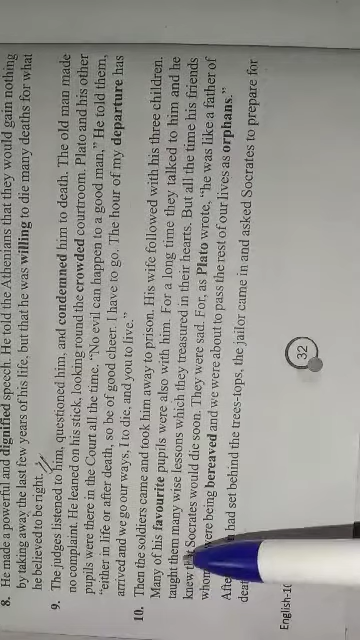 8. He made a powerful and dignified speech. He told the Athenians that they would gain nothing
by taking away the last few years of his life, but that he was willing to die many deaths for what
he believed to be right.
9. The judges listened to him, questioned him, and condemned him to death. The old man made
no complaint. He leaned on his stick, looking round the crowded courtroom. Plato and his other
pupils were there in the Court all the time. "No evil can happen to a good man," He told them,
"either in life or after death, so be of good cheer. I have to go. The hour of my departure has
arrived and we go our ways, I to die, and you to live."
10. Then the soldiers came and took him away to prison. His wife followed with his three children.
Many of his favourite pupils were also with him. For a long time they talked to him and he
taught them many wise lessons which they treasured in their hearts. But all the time his friends
knew that Socrates would die soon. They were sad. For, as Plato wrote, "he was like a father of
whom were being bereaved and we were about to pass the rest of our lives as orphans."
had set behind the trees-tops, the jailor came in and asked Socrates to prepare for
32